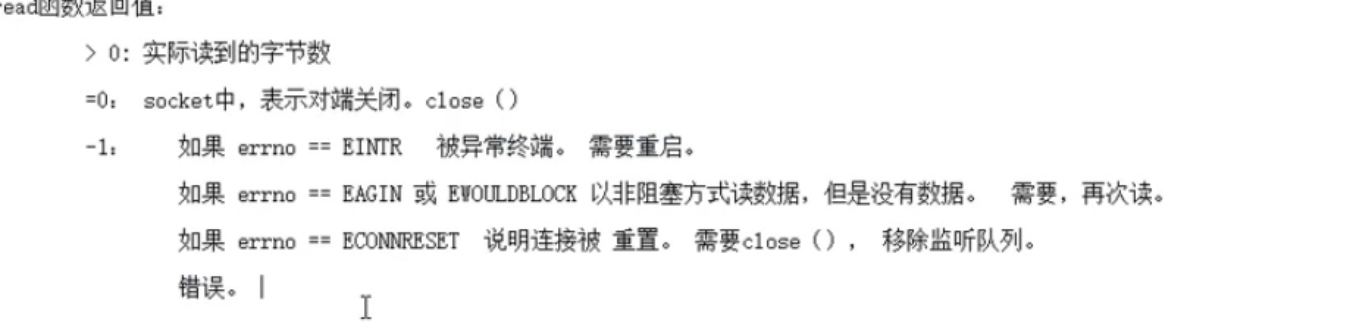 read函数返回值：
> 0: 实际读到的字节数
=0： socket中，表示对端关闭。close（）
-1： 如果 errno == EINTR 被异常终端。 需要重启。
如果 errno == EAGIN 或 EWOULDBLOCK 以非阻塞方式读数据，但是没有数据。 需要，再次读。
如果 errno == ECONNRESET 说明连接被 重置。 需要close（）， 移除监听队列。
错误。